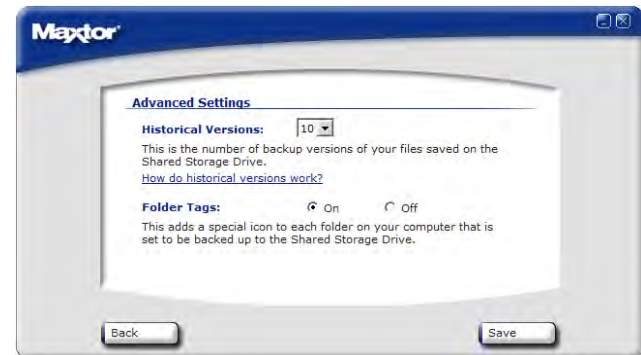 Maxtor
Advanced Settings
Historical Versions: 10
This is the number of backup versions of your files saved on the
Shared Storage Drive.
How do historical versions work?
Folder Tags: On Off
This adds a special icon to each folder on your computer that is
set to be backed up to the Shared Storage Drive.
Back Save